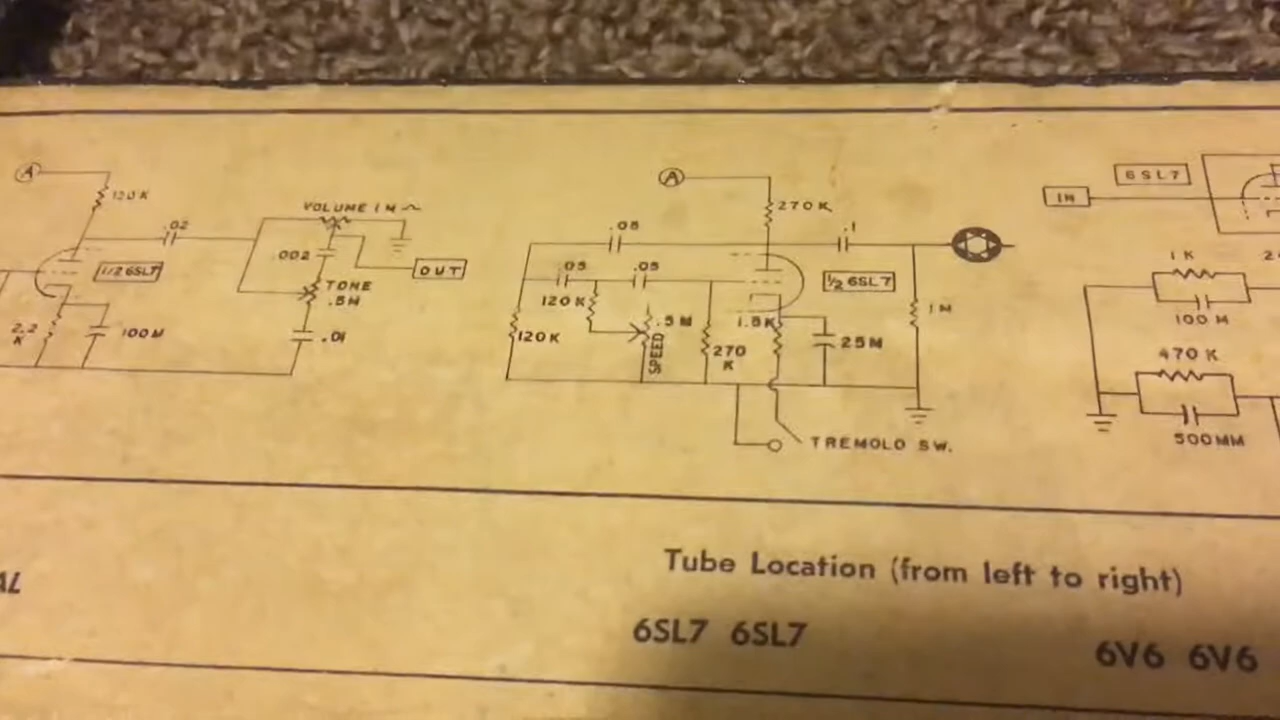 A
150K
.02
1/2 6SL7
2.2
K
100M
VOLUME 1M
.002
TONE
.5M
.01
OUT
A
270K
.05
.1
.05
.05
120K
120K
.5M
SPEED
270
K
1.5K
1/2 6SL7
25M
1M
TREMOLO SW.
IN
6SL7
1K
100M
470K
500MM
AL
Tube Location (from left to right)
6SL7 6SL7
6V6 6V6